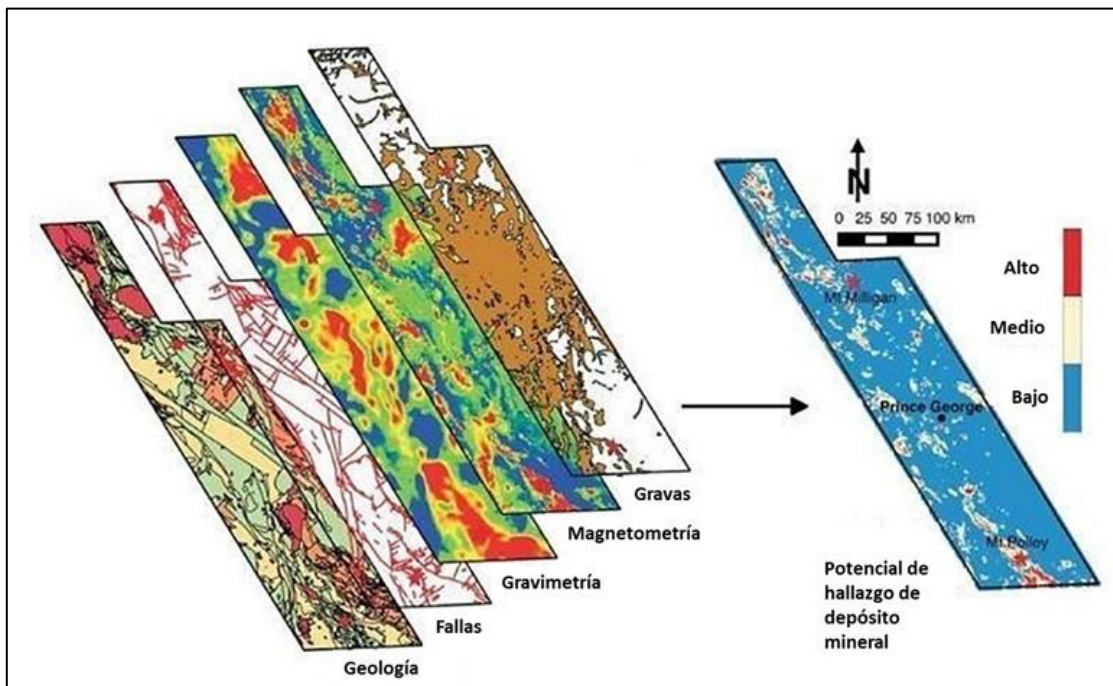 Geología
Fallas
Gravimetría
Magnetometría
Gravas
N
0 25 50 75 100 km
Mt.Milligan
Prince George
Mt.Polley
Alto
Medio
Bajo
Potencial de
hallazgo de
depósito
mineral